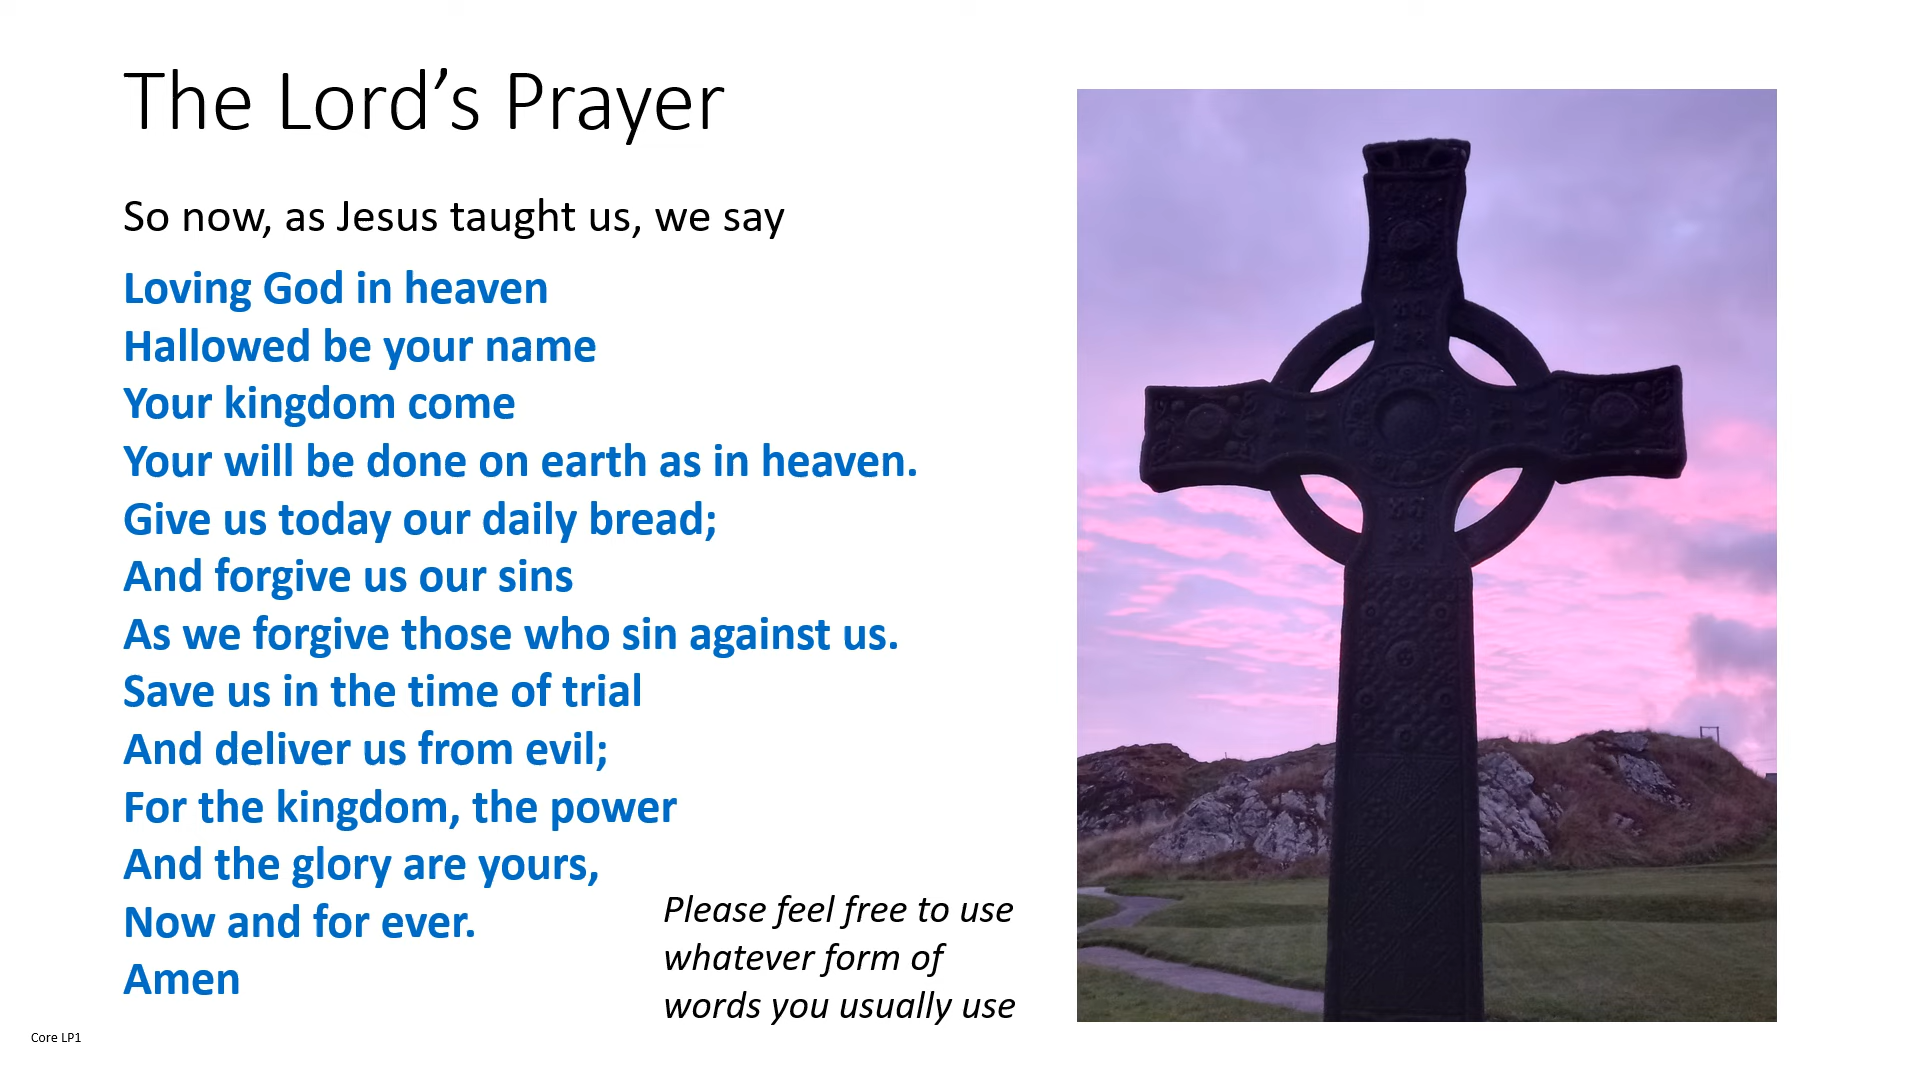 The Lord’s Prayer
So now, as Jesus taught us, we say
Loving God in heaven
Hallowed be your name
Your kingdom come
Your will be done on earth as in heaven.
Give us today our daily bread;
And forgive us our sins
As we forgive those who sin against us.
Save us in the time of trial
And deliver us from evil;
For the kingdom, the power
And the glory are yours,
Now and for ever.
Amen
Please feel free to use
whatever form of
words you usually use
Core LP1